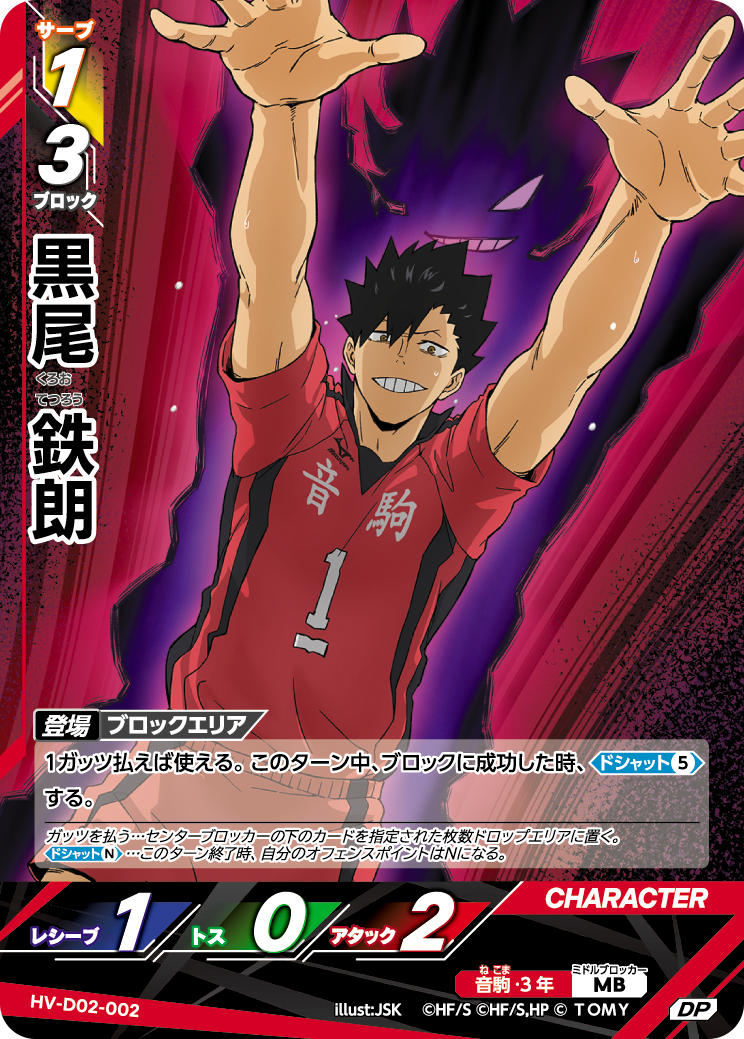 サーブ
1
3
ブロック
黒尾
くろお
てつろう
鉄朗
Mizuno
音駒
1
登場 ブロックエリア
1ガッツ払えば使える。このターン中、ブロックに成功した時、ドシャット5
する。
ガッツを払う…センターブロッカーの下のカードを指定された枚数ドロップエリアに置く。
ドシャットN…このターン終了時、自分のオフェンスポイントはNになる。
CHARACTER
レシーブ 1 トス 0 アタック 2
ねこま ミドルブロッカー
音駒・3年 MB
HV-D02-002 illust:JSK ©HF/S ©HF/S,HP © TOMY DP